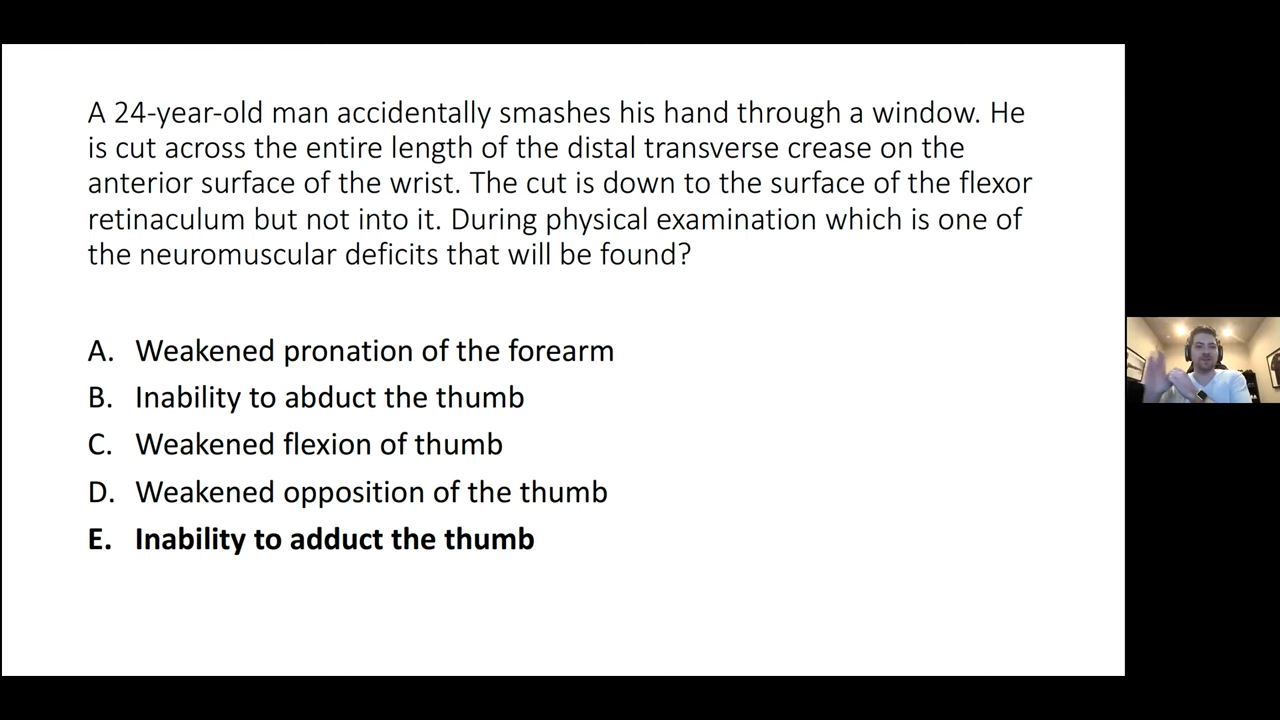 A 24-year-old man accidentally smashes his hand through a window. He
is cut across the entire length of the distal transverse crease on the
anterior surface of the wrist. The cut is down to the surface of the flexor
retinaculum but not into it. During physical examination which is one of
the neuromuscular deficits that will be found?
A. Weakened pronation of the forearm
B. Inability to abduct the thumb
C. Weakened flexion of thumb
D. Weakened opposition of the thumb
E. Inability to adduct the thumb